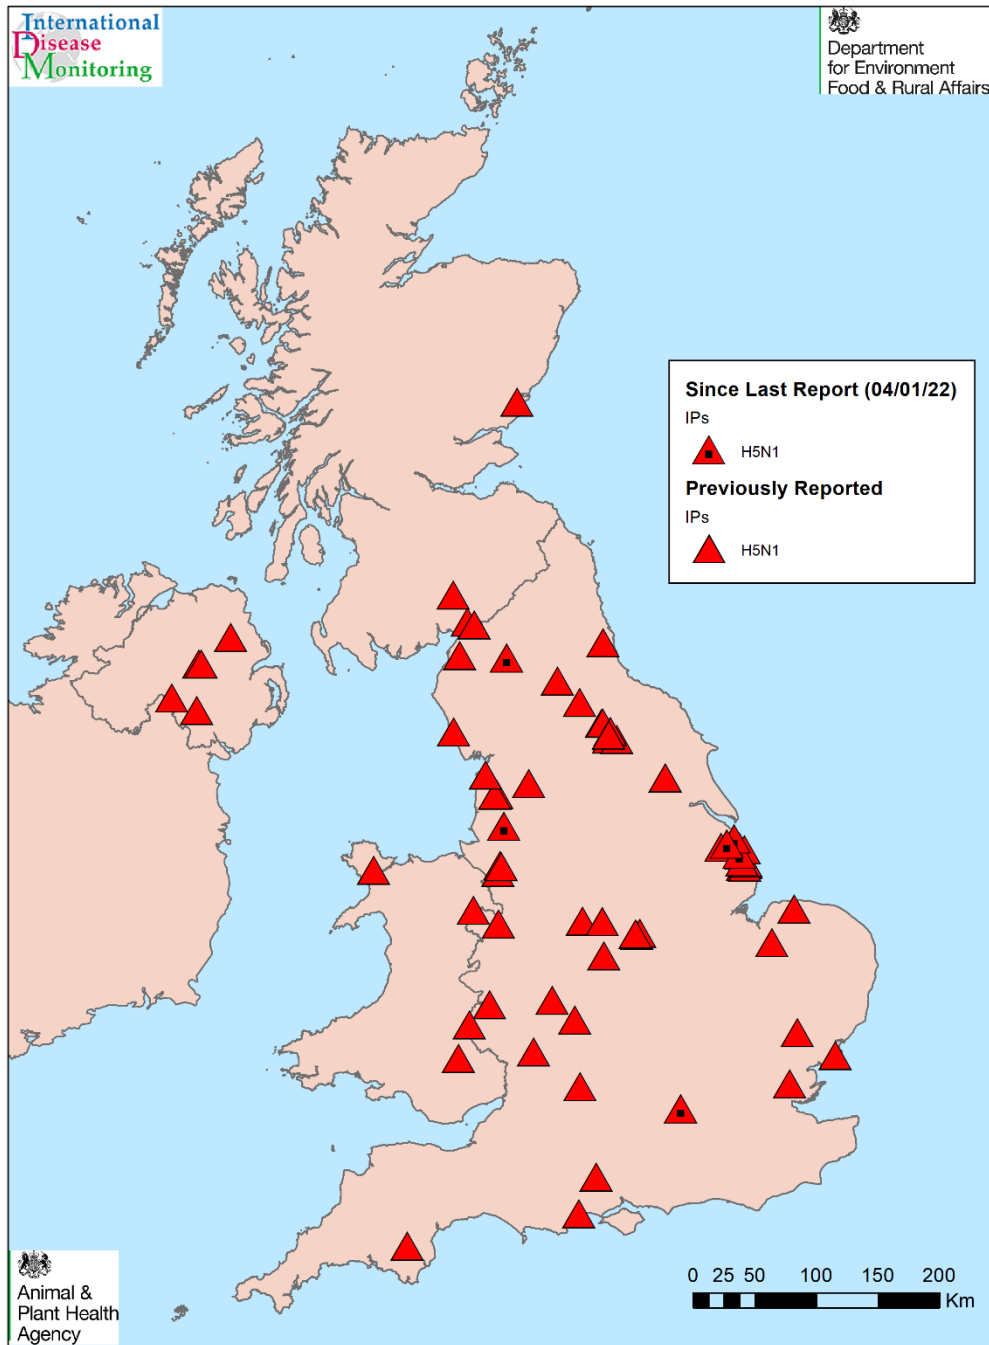 International
Disease
Monitoring
Department
for Environment
Food & Rural Affairs
Since Last Report (04/01/22)
IPs
H5N1
Previously Reported
IPs
H5N1
Animal &
Plant Health
Agency
0 25 50 100 150 200
Km